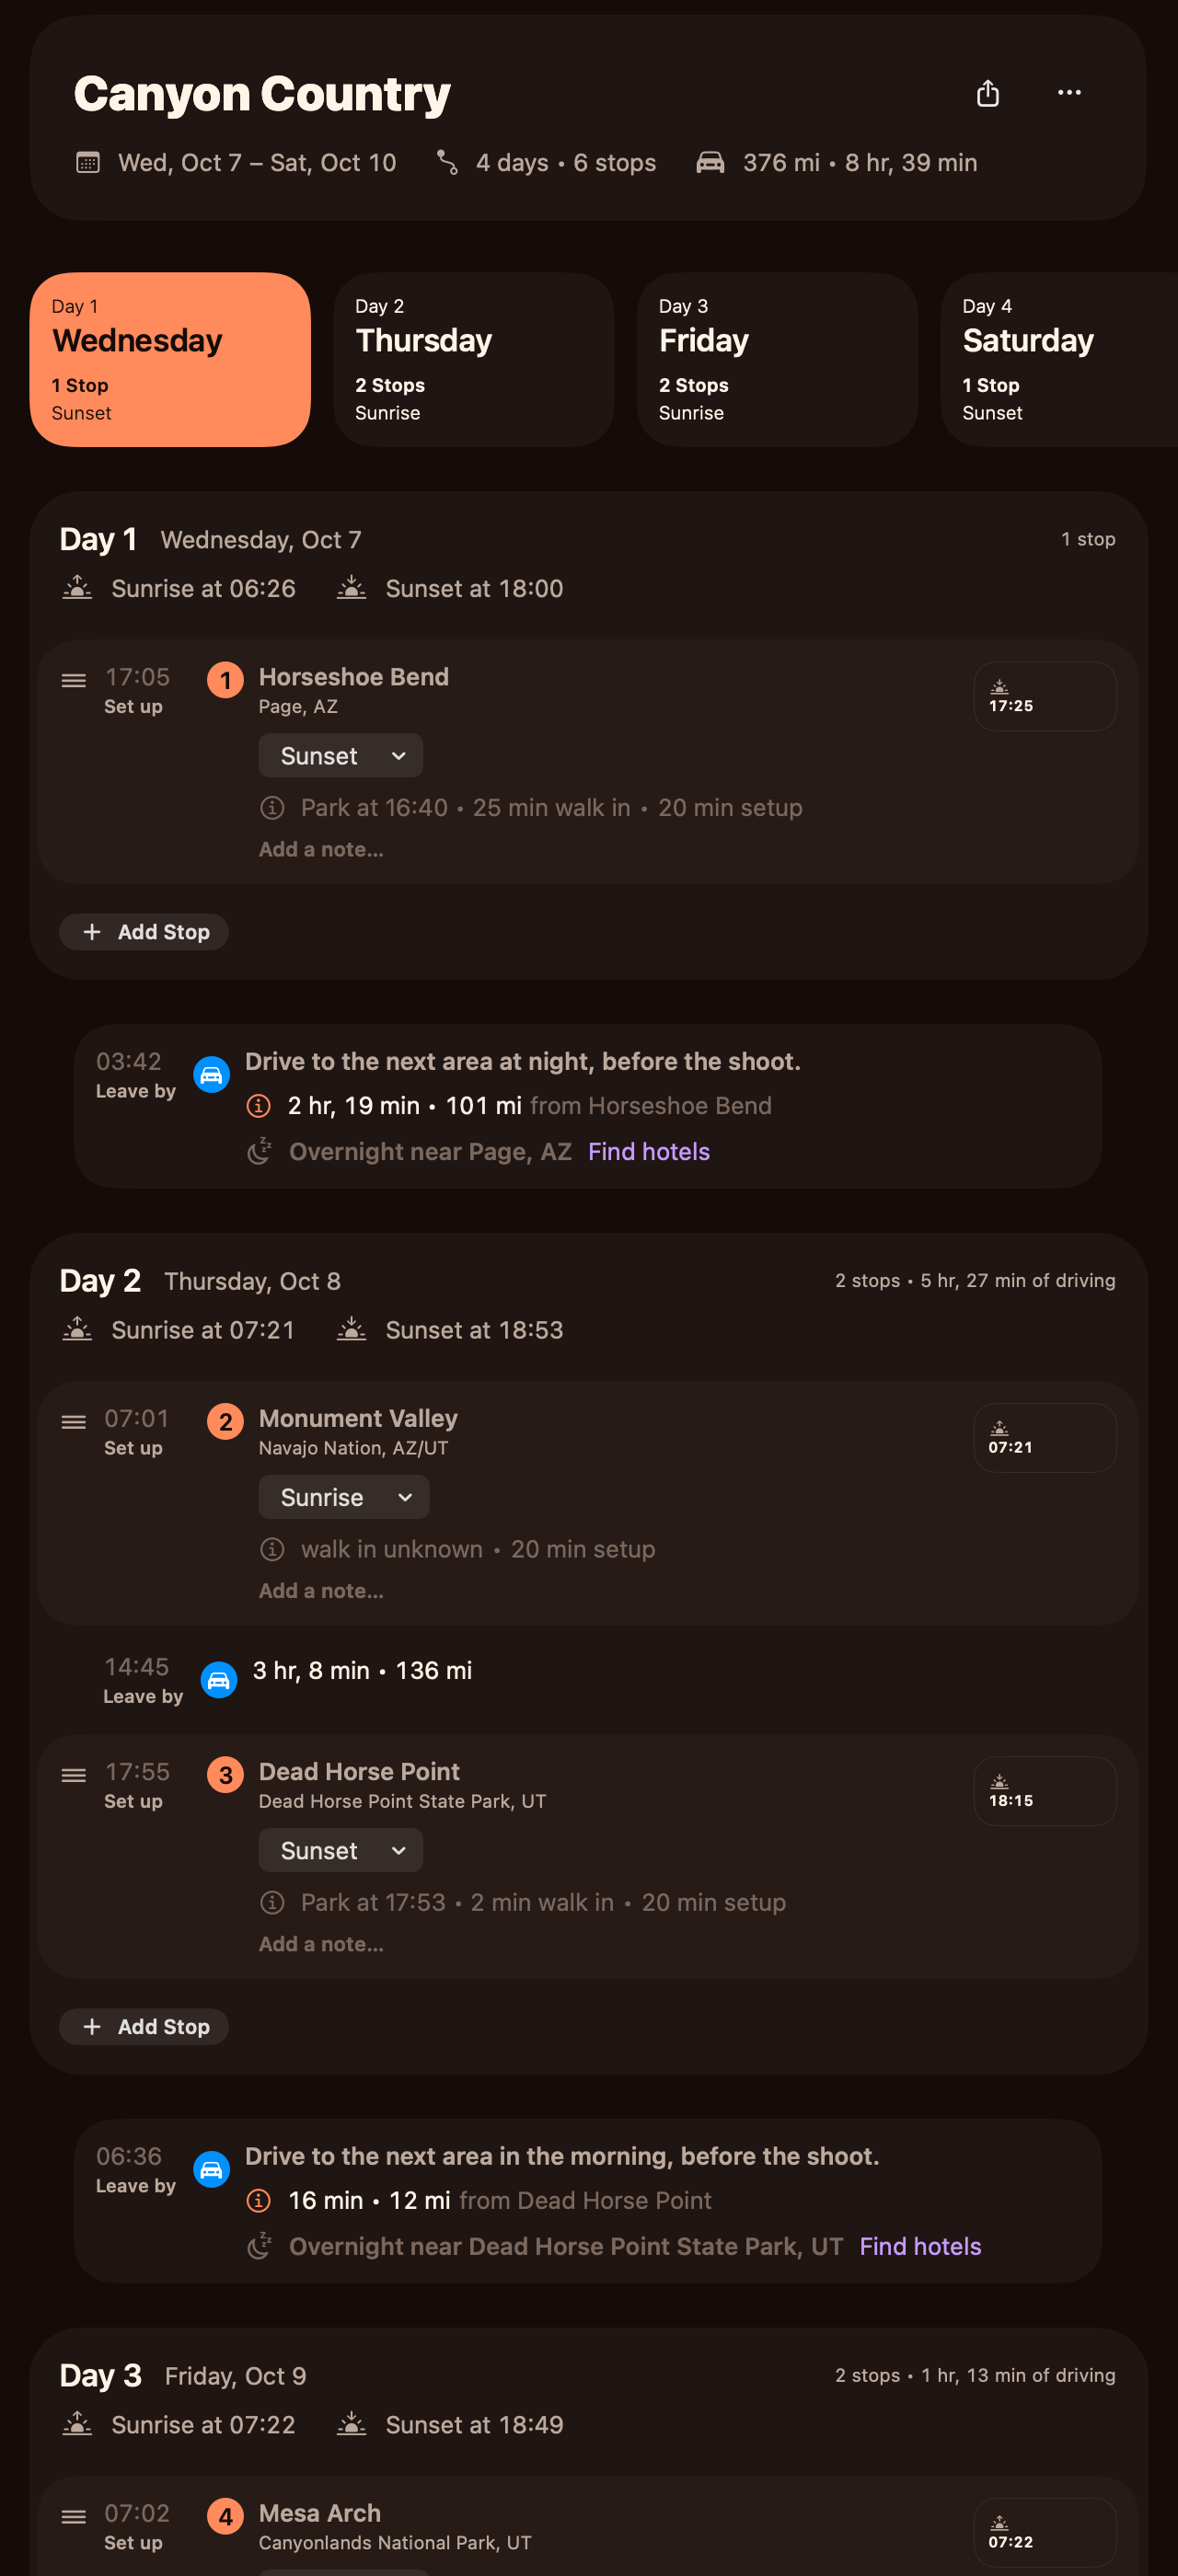 Canyon Country
Wed, Oct 7 – Sat, Oct 10
4 days • 6 stops
376 mi • 8 hr, 39 min
Day 1
Wednesday
1 Stop
Sunset
Day 2
Thursday
2 Stops
Sunrise
Day 3
Friday
2 Stops
Sunrise
Day 4
Saturday
1 Stop
Sunset
Day 1 Wednesday, Oct 7
1 stop
Sunrise at 06:26
Sunset at 18:00
17:05
Set up
1
Horseshoe Bend
Page, AZ
17:25
Sunset
Park at 16:40 • 25 min walk in • 20 min setup
Add a note...
Add Stop
03:42
Leave by
Drive to the next area at night, before the shoot.
2 hr, 19 min • 101 mi from Horseshoe Bend
Overnight near Page, AZ Find hotels
Day 2 Thursday, Oct 8
2 stops • 5 hr, 27 min of driving
Sunrise at 07:21
Sunset at 18:53
07:01
Set up
2
Monument Valley
Navajo Nation, AZ/UT
07:21
Sunrise
walk in unknown • 20 min setup
Add a note...
14:45
Leave by
3 hr, 8 min • 136 mi
17:55
Set up
3
Dead Horse Point
Dead Horse Point State Park, UT
18:15
Sunset
Park at 17:53 • 2 min walk in • 20 min setup
Add a note...
Add Stop
06:36
Leave by
Drive to the next area in the morning, before the shoot.
16 min • 12 mi from Dead Horse Point
Overnight near Dead Horse Point State Park, UT Find hotels
Day 3 Friday, Oct 9
2 stops • 1 hr, 13 min of driving
Sunrise at 07:22
Sunset at 18:49
07:02
Set up
4
Mesa Arch
Canyonlands National Park, UT
07:22